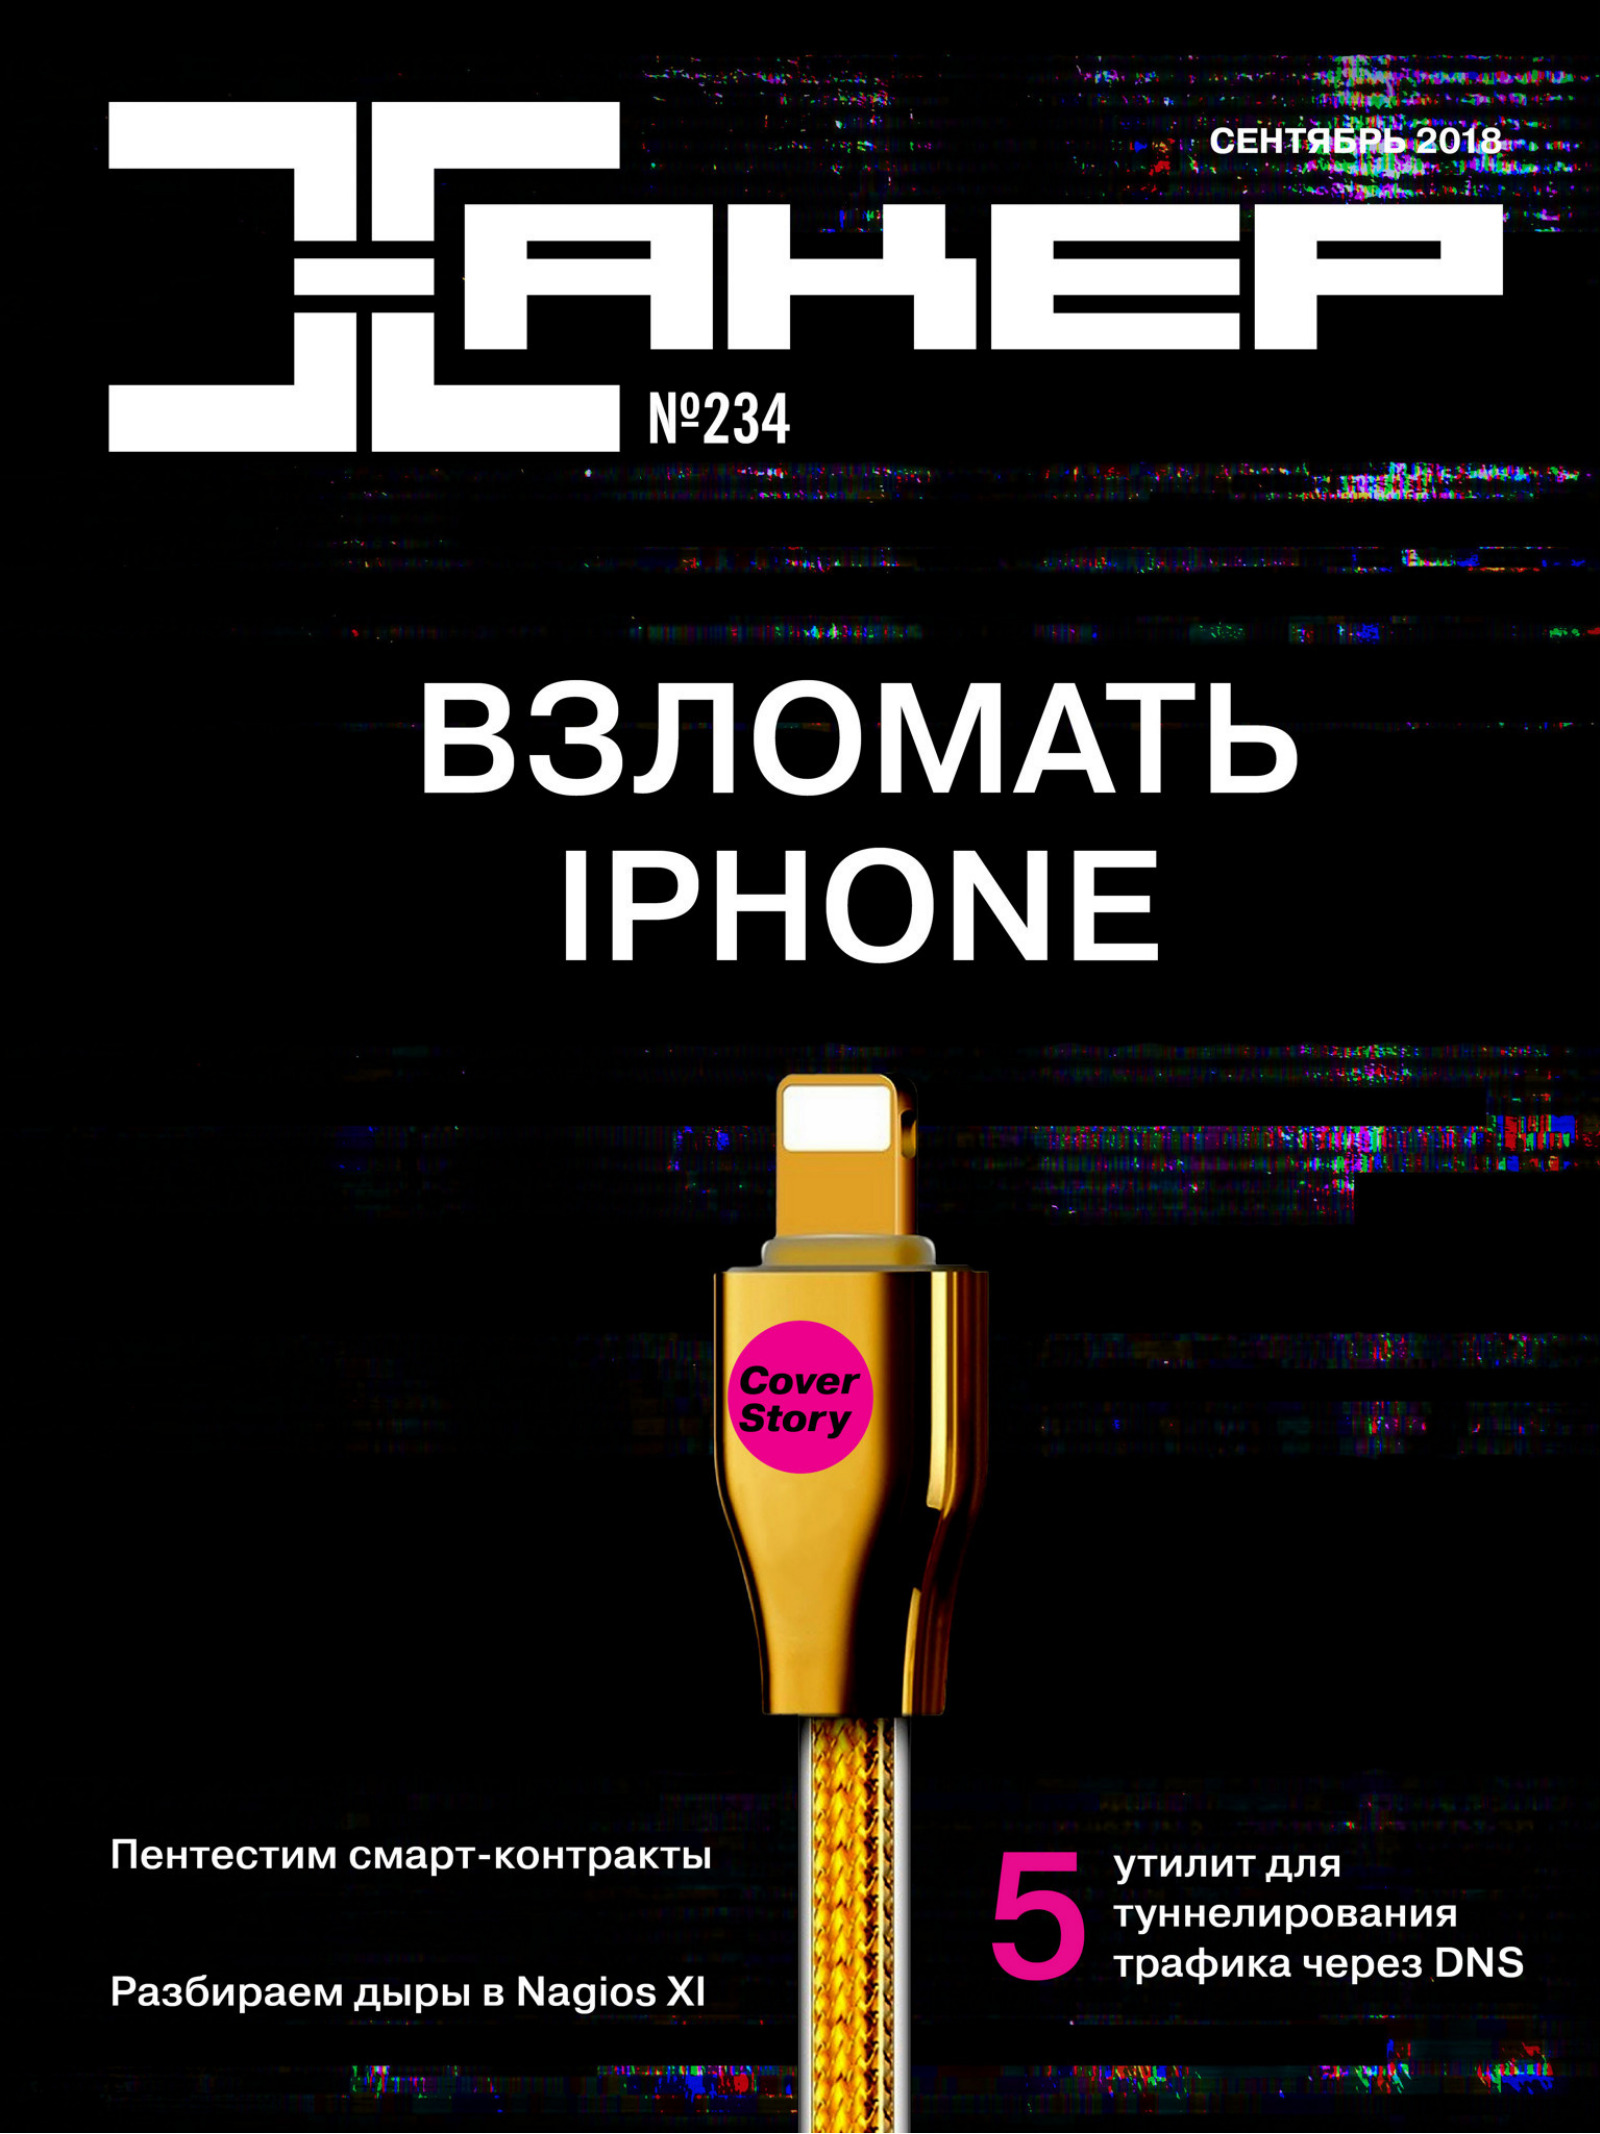 СЕНТЯБРЬ 2018
ХАКЕР
№234
ВЗЛОМАТЬ
IPHONE
Cover
Story
Пентестим смарт-контракты
Разбираем дыры в Nagios XI
5 утилит для
туннелирования
трафика через DNS